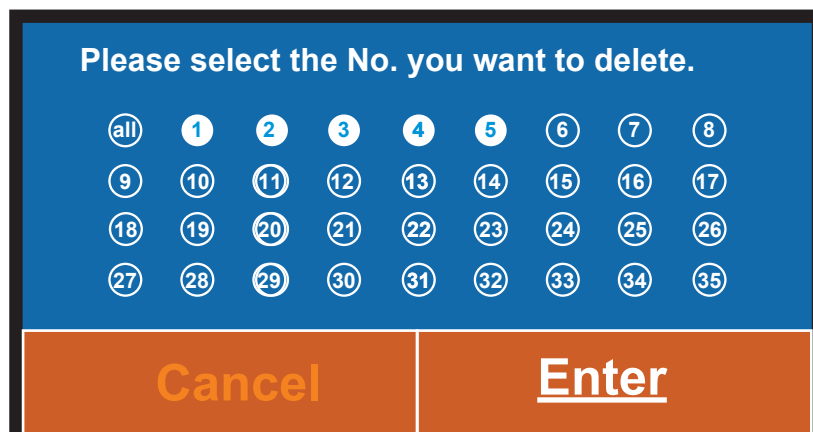 Please select the No. you want to delete.
all 1 2 3 4 5 6 7 8
9 10 11 12 13 14 15 16 17
18 19 20 21 22 23 24 25 26
27 28 29 30 31 32 33 34 35
Cancel Enter